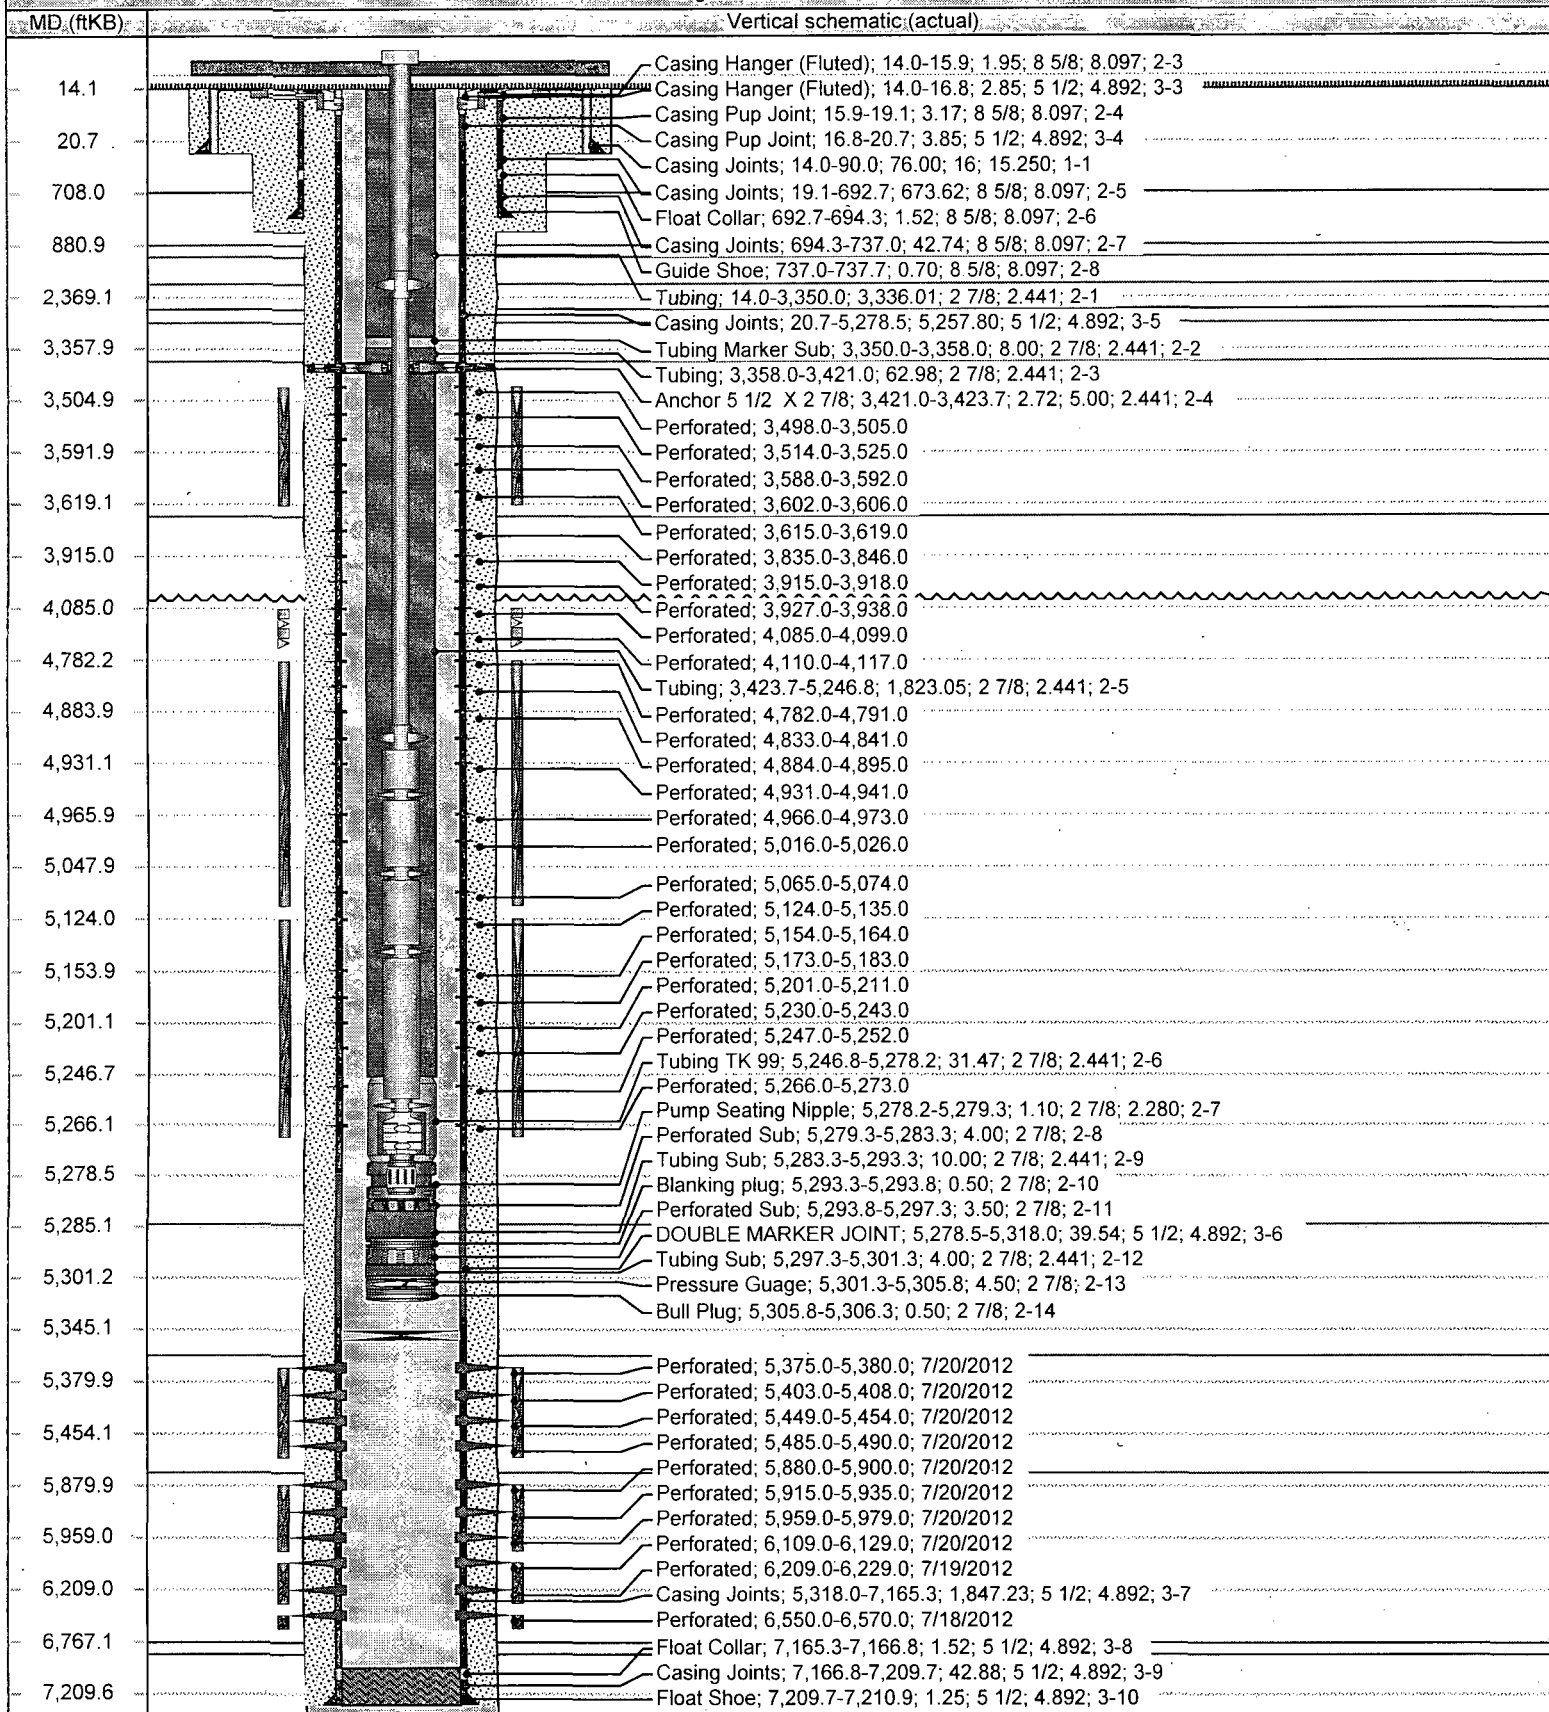 MD (ftKB) Vertical schematic (actual)
Casing Hanger (Fluted); 14.0-15.9; 1.95; 8 5/8; 8.097; 2-3
14.1 Casing Hanger (Fluted); 14.0-16.8; 2.85; 5 1/2; 4.892; 3-3
Casing Pup Joint; 15.9-19.1; 3.17; 8 5/8; 8.097; 2-4
20.7 Casing Pup Joint; 16.8-20.7; 3.85; 5 1/2; 4.892; 3-4
Casing Joints; 14.0-90.0; 76.00; 16; 15.250; 1-1
708.0 Casing Joints; 19.1-692.7; 673.62; 8 5/8; 8.097; 2-5
Float Collar; 692.7-694.3; 1.52; 8 5/8; 8.097; 2-6
880.9 Casing Joints; 694.3-737.0; 42.74; 8 5/8; 8.097; 2-7
Guide Shoe; 737.0-737.7; 0.70; 8 5/8; 8.097; 2-8
2,369.1 Tubing; 14.0-3,350.0; 3,336.01; 2 7/8; 2.441; 2-1
Casing Joints; 20.7-5,278.5; 5,257.80; 5 1/2; 4.892; 3-5
3,357.9 Tubing Marker Sub; 3,350.0-3,358.0; 8.00; 2 7/8; 2.441; 2-2
Tubing; 3,358.0-3,421.0; 62.98; 2 7/8; 2.441; 2-3
3,504.9 Anchor 5 1/2 X 2 7/8; 3,421.0-3,423.7; 2.72; 5.00; 2.441; 2-4
Perforated; 3,498.0-3,505.0
3,591.9 Perforated; 3,514.0-3,525.0
Perforated; 3,588.0-3,592.0
3,619.1 Perforated; 3,602.0-3,606.0
Perforated; 3,615.0-3,619.0
3,915.0 Perforated; 3,835.0-3,846.0
Perforated; 3,915.0-3,918.0
4,085.0 Perforated; 3,927.0-3,938.0
Perforated; 4,085.0-4,099.0
4,782.2 Perforated; 4,110.0-4,117.0
Tubing; 3,423.7-5,246.8; 1,823.05; 2 7/8; 2.441; 2-5
4,883.9 Perforated; 4,782.0-4,791.0
Perforated; 4,833.0-4,841.0
4,931.1 Perforated; 4,884.0-4,895.0
Perforated; 4,931.0-4,941.0
4,965.9 Perforated; 4,966.0-4,973.0
Perforated; 5,016.0-5,026.0
5,047.9
Perforated; 5,065.0-5,074.0
5,124.0 Perforated; 5,124.0-5,135.0
Perforated; 5,154.0-5,164.0
5,153.9 Perforated; 5,173.0-5,183.0
Perforated; 5,201.0-5,211.0
5,201.1 Perforated; 5,230.0-5,243.0
Perforated; 5,247.0-5,252.0
Tubing TK 99; 5,246.8-5,278.2; 31.47; 2 7/8; 2.441; 2-6
5,246.7 Perforated; 5,266.0-5,273.0
Pump Seating Nipple; 5,278.2-5,279.3; 1.10; 2 7/8; 2.280; 2-7
5,266.1 Perforated Sub; 5,279.3-5,283.3; 4.00; 2 7/8; 2-8
Tubing Sub; 5,283.3-5,293.3; 10.00; 2 7/8; 2.441; 2-9
5,278.5 Blanking plug; 5,293.3-5,293.8; 0.50; 2 7/8; 2-10
Perforated Sub; 5,293.8-5,297.3; 3.50; 2 7/8; 2-11
5,285.1 DOUBLE MARKER JOINT; 5,278.5-5,318.0; 39.54; 5 1/2; 4.892; 3-6
Tubing Sub; 5,297.3-5,301.3; 4.00; 2 7/8; 2.441; 2-12
5,301.2 Pressure Guage; 5,301.3-5,305.8; 4.50; 2 7/8; 2-13
Bull Plug; 5,305.8-5,306.3; 0.50; 2 7/8; 2-14
5,345.1
Perforated; 5,375.0-5,380.0; 7/20/2012
5,379.9 Perforated; 5,403.0-5,408.0; 7/20/2012
Perforated; 5,449.0-5,454.0; 7/20/2012
5,454.1 Perforated; 5,485.0-5,490.0; 7/20/2012
Perforated; 5,880.0-5,900.0; 7/20/2012
5,879.9 Perforated; 5,915.0-5,935.0; 7/20/2012
Perforated; 5,959.0-5,979.0; 7/20/2012
5,959.0 Perforated; 6,109.0-6,129.0; 7/20/2012
Perforated; 6,209.0-6,229.0; 7/19/2012
6,209.0 Casing Joints; 5,318.0-7,165.3; 1,847.23; 5 1/2; 4.892; 3-7
Perforated; 6,550.0-6,570.0; 7/18/2012
6,767.1 Float Collar; 7,165.3-7,166.8; 1.52; 5 1/2; 4.892; 3-8
Casing Joints; 7,166.8-7,209.7; 42.88; 5 1/2; 4.892; 3-9
7,209.6 Float Shoe; 7,209.7-7,210.9; 1.25; 5 1/2; 4.892; 3-10